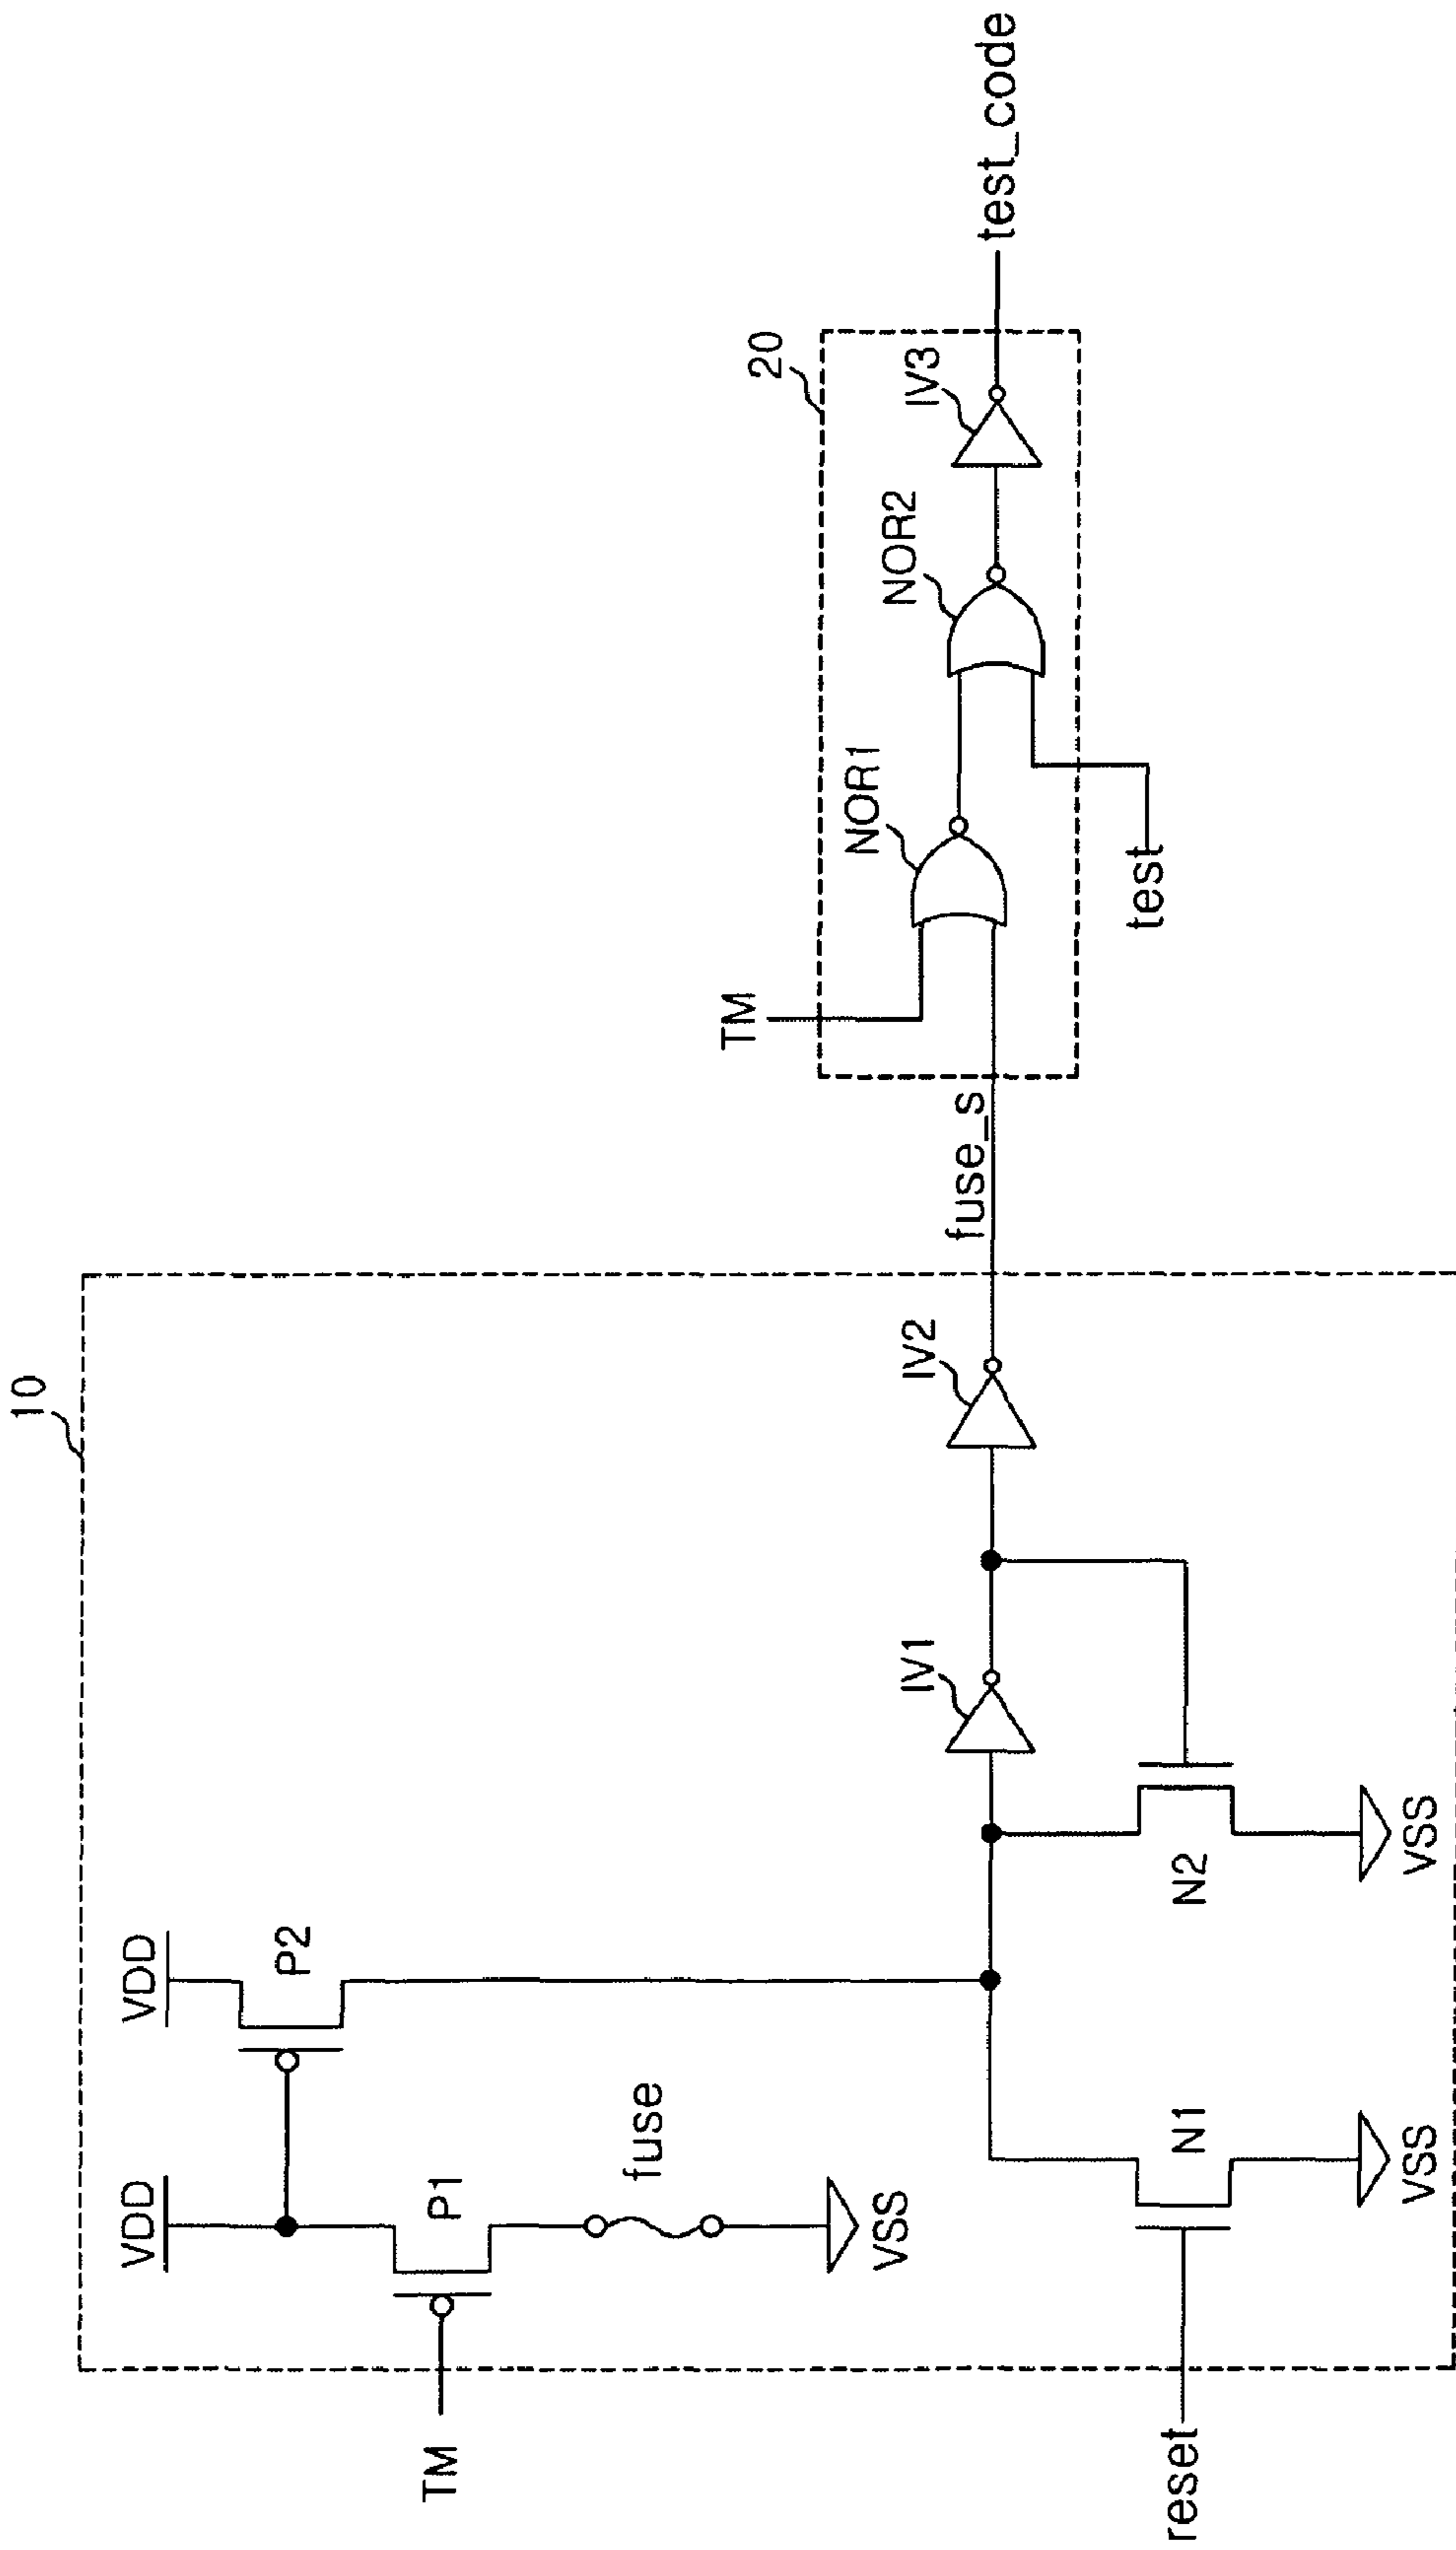 10
VDD
VDD
P2
TM
P1
fuse
VSS
IV1
IV2
reset
N1
VSS
N2
VSS
fuse_s
20
TM
NOR1
NOR2
IV3
test
test_code